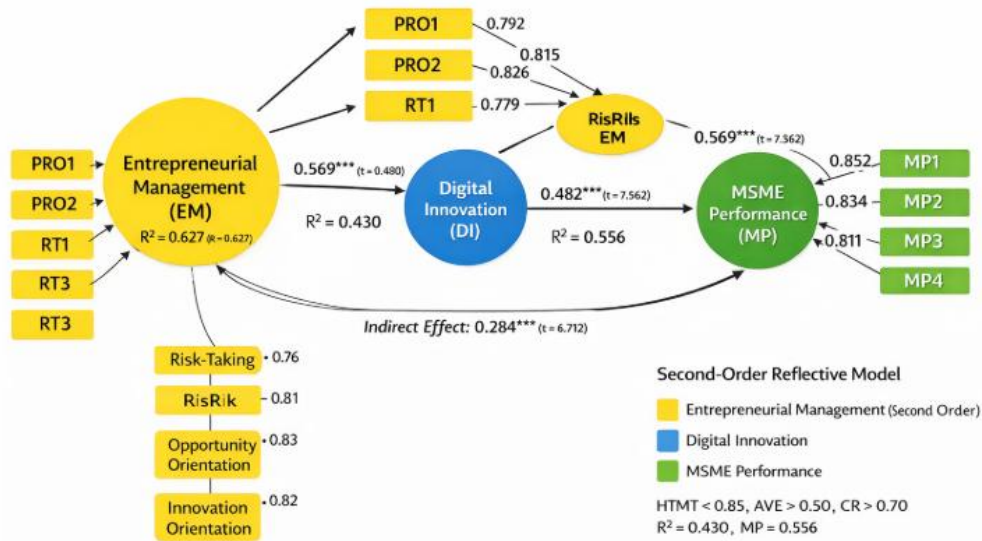 PRO1
0.792
0.815
PRO2
0.826
RT1
0.779
RisRlls
EM
0.569*** (t = 7.362)
PRO1
PRO2
RT1
RT3
RT3
Entrepreneurial
Management
(EM)
R² = 0.627 (R = 0.627)
0.569*** (t = 0.480)
R² = 0.430
Digital
Innovation
(DI)
0.482*** (t = 7.562)
R² = 0.556
MSME
Performance
(MP)
0.852
MP1
0.834
MP2
0.811
MP3
MP4
Indirect Effect: 0.284*** (t = 6.712)
Risk-Taking
0.76
RisRik
0.81
Opportunity
Orientation
0.83
Innovation
Orientation
0.82
Second-Order Reflective Model
Entrepreneurial Management (Second Order)
Digital Innovation
MSME Performance
HTMT < 0.85, AVE > 0.50, CR > 0.70
R² = 0.430, MP = 0.556